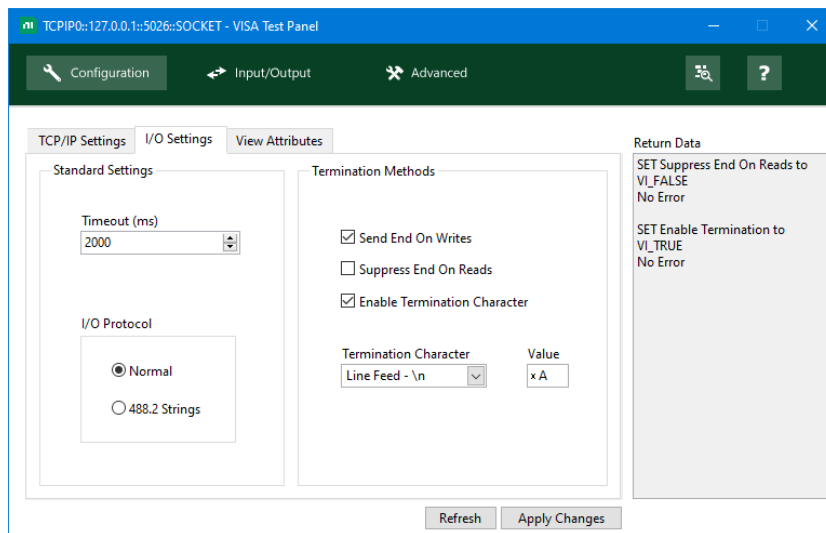 TCPIP0::127.0.0.1::5026::SOCKET - VISA Test Panel
Configuration
Input/Output
Advanced
?
TCP/IP Settings
I/O Settings
View Attributes
Standard Settings
Timeout (ms)
2000
I/O Protocol
Normal
488.2 Strings
Termination Methods
Send End On Writes
Suppress End On Reads
Enable Termination Character
Termination Character
Value
Line Feed - \n
x A
Refresh
Apply Changes
Return Data
SET Suppress End On Reads to
VI_FALSE
No Error
SET Enable Termination to
VI_TRUE
No Error